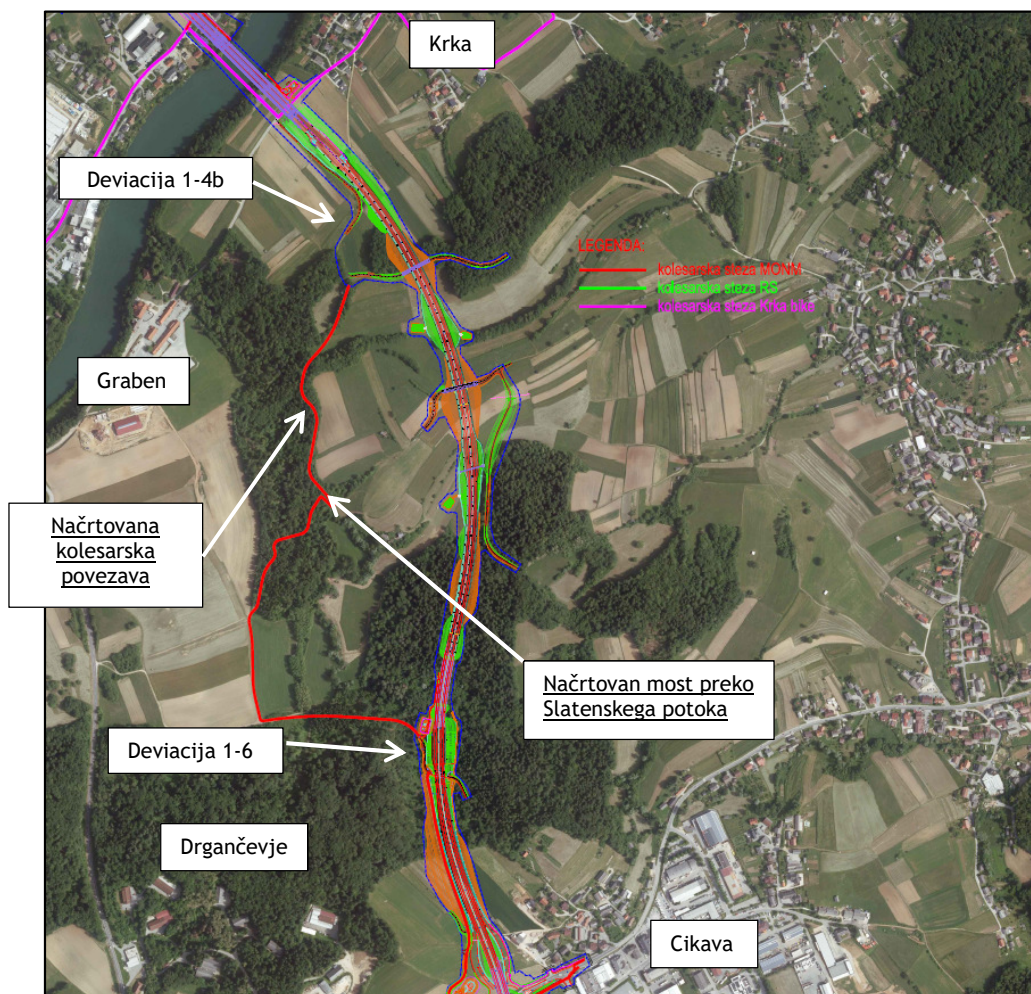 Krka
Deviacija 1-4b
LEGENDA:
kolesarska steza MONM
kolesarska steza RS
kolesarska steza Krka bike
Graben
Načrtovana
kolesarska
povezava
Načrtovan most preko
Slatenskega potoka
Deviacija 1-6
Drgančevje
Cikava